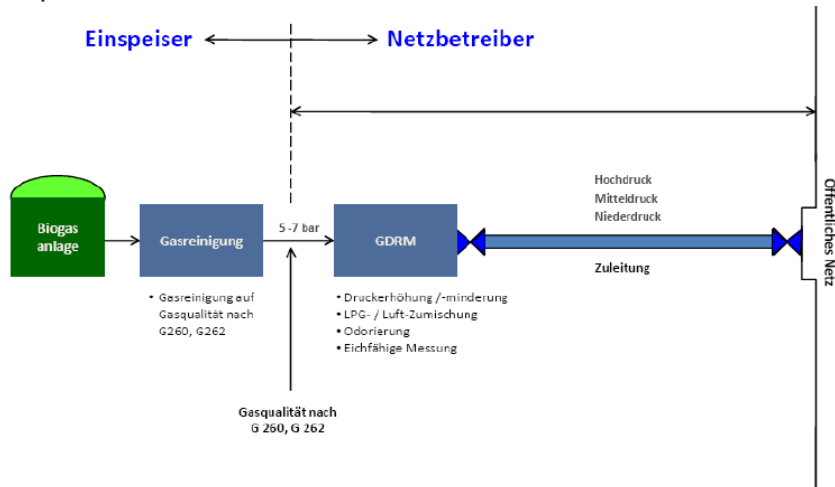 Einspeiser
Netzbetreiber
Biogas
anlage
Gasreinigung
5 -7 bar
GDRM
Hochdruck
Mitteldruck
Niederdruck
Zuleitung
Öffentliches Netz
• Gasreinigung auf
Gasqualität nach
G260, G262
• Druckerhöhung /-minderung
• LPG- / Luft-Zumischung
• Odorierung
• Eichfähige Messung
Gasqualität nach
G 260, G 262